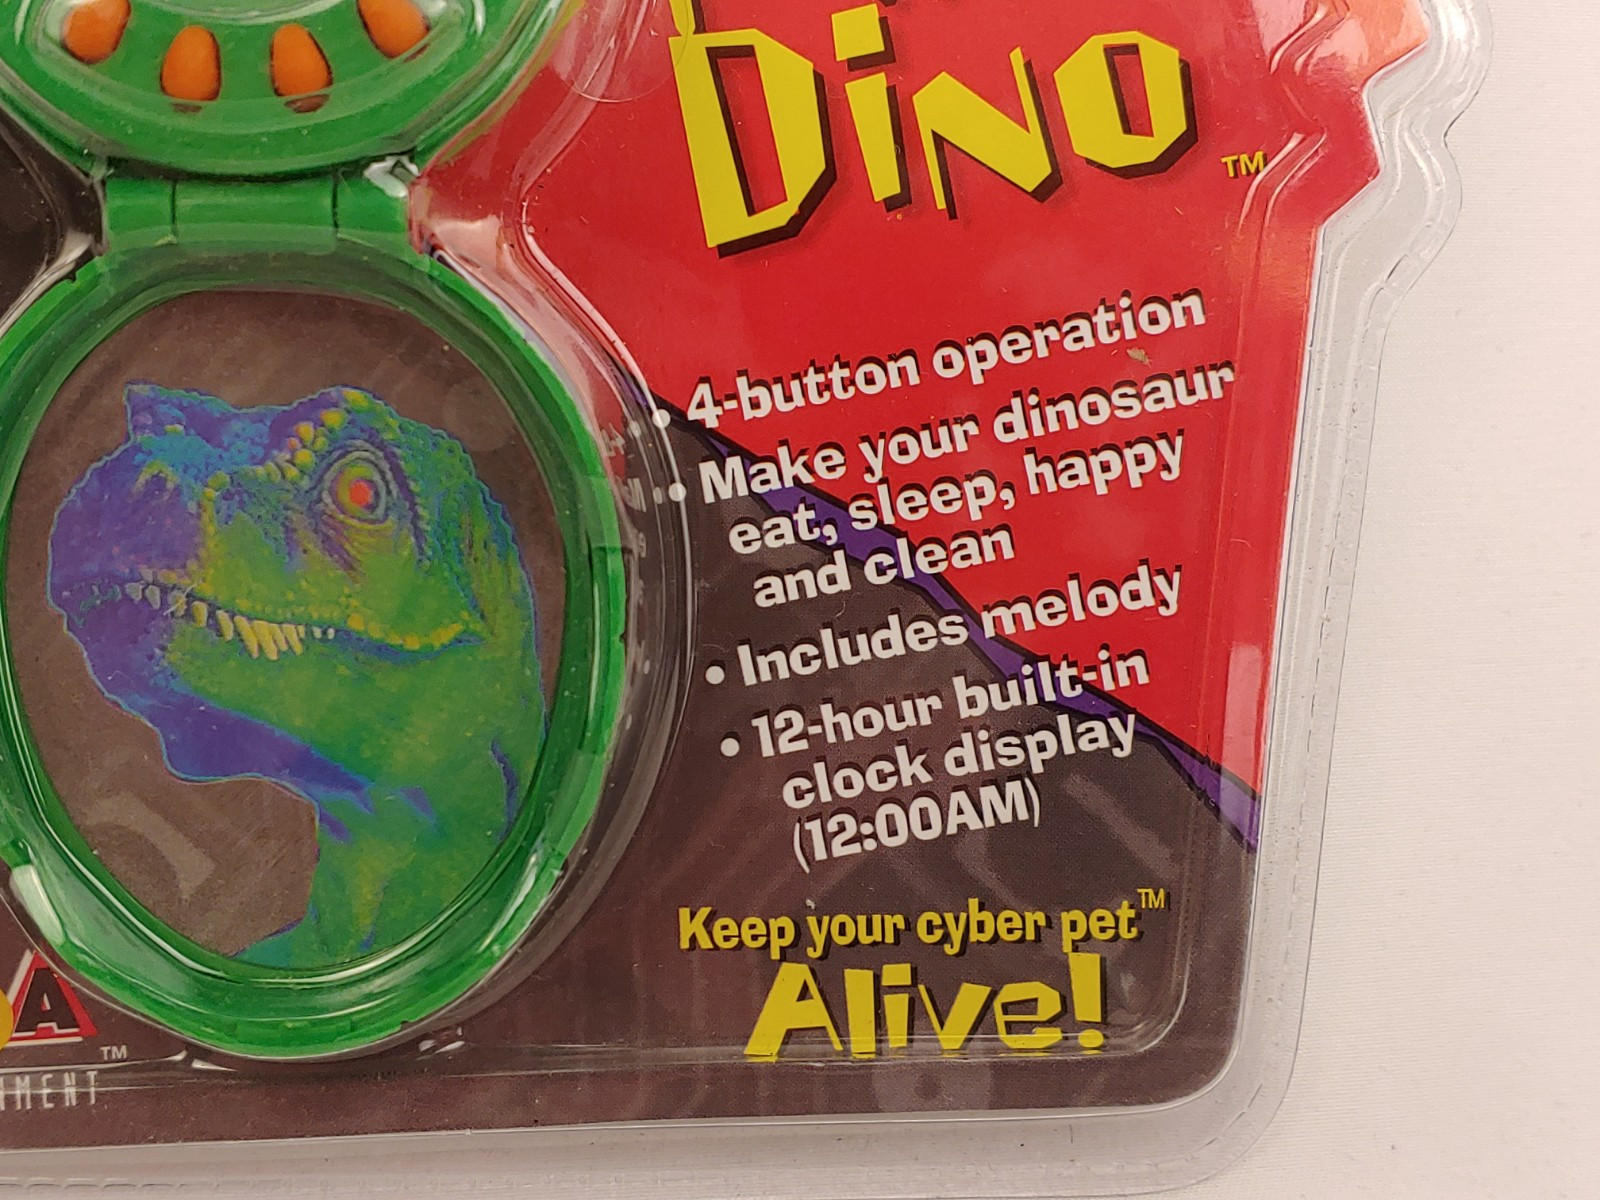 Dino
TM
• 4-button operation
• Make your dinosaur
eat, sleep, happy
and clean
• Includes melody
• 12-hour built-in
clock display
(12:00AM)
Keep your cyber pet™
Alive!
A
TM